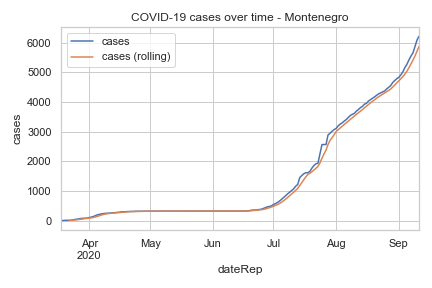 COVID-19 cases over time - Montenegro
cases
cases (rolling)
6000
5000
4000
3000
2000
1000
0
cases
Apr
2020
May
Jun
Jul
Aug
Sep
dateRep